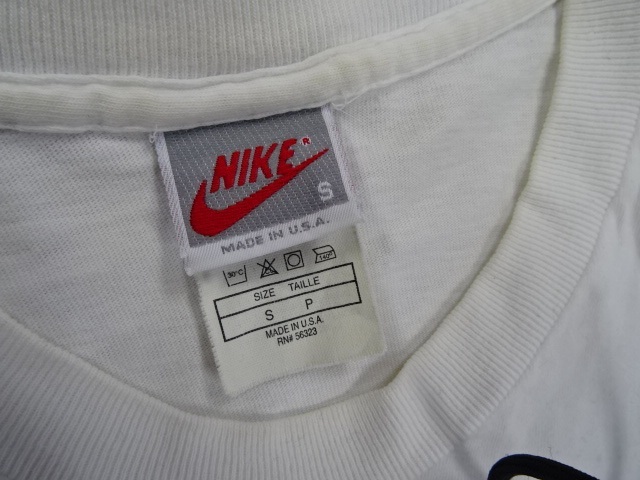 NIKE®
S
MADE IN U.S.A.
30°C
SIZE TAILLE
S P
MADE IN U.S.A.
RN# 56323